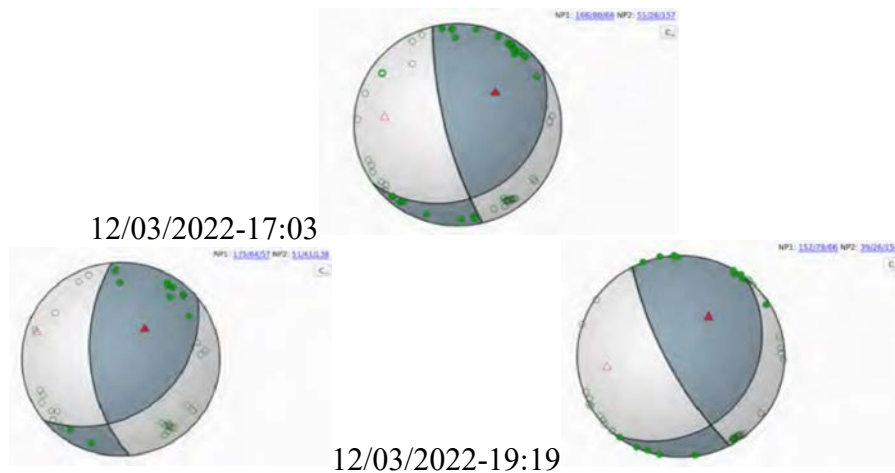 NP1: 166/80/66 NP2: 51/26/157
12/03/2022-17:03
NP1: 175/66/57 NP2: 51/41/138
NP1: 152/79/66 NP2: 39/26/15
12/03/2022-19:19